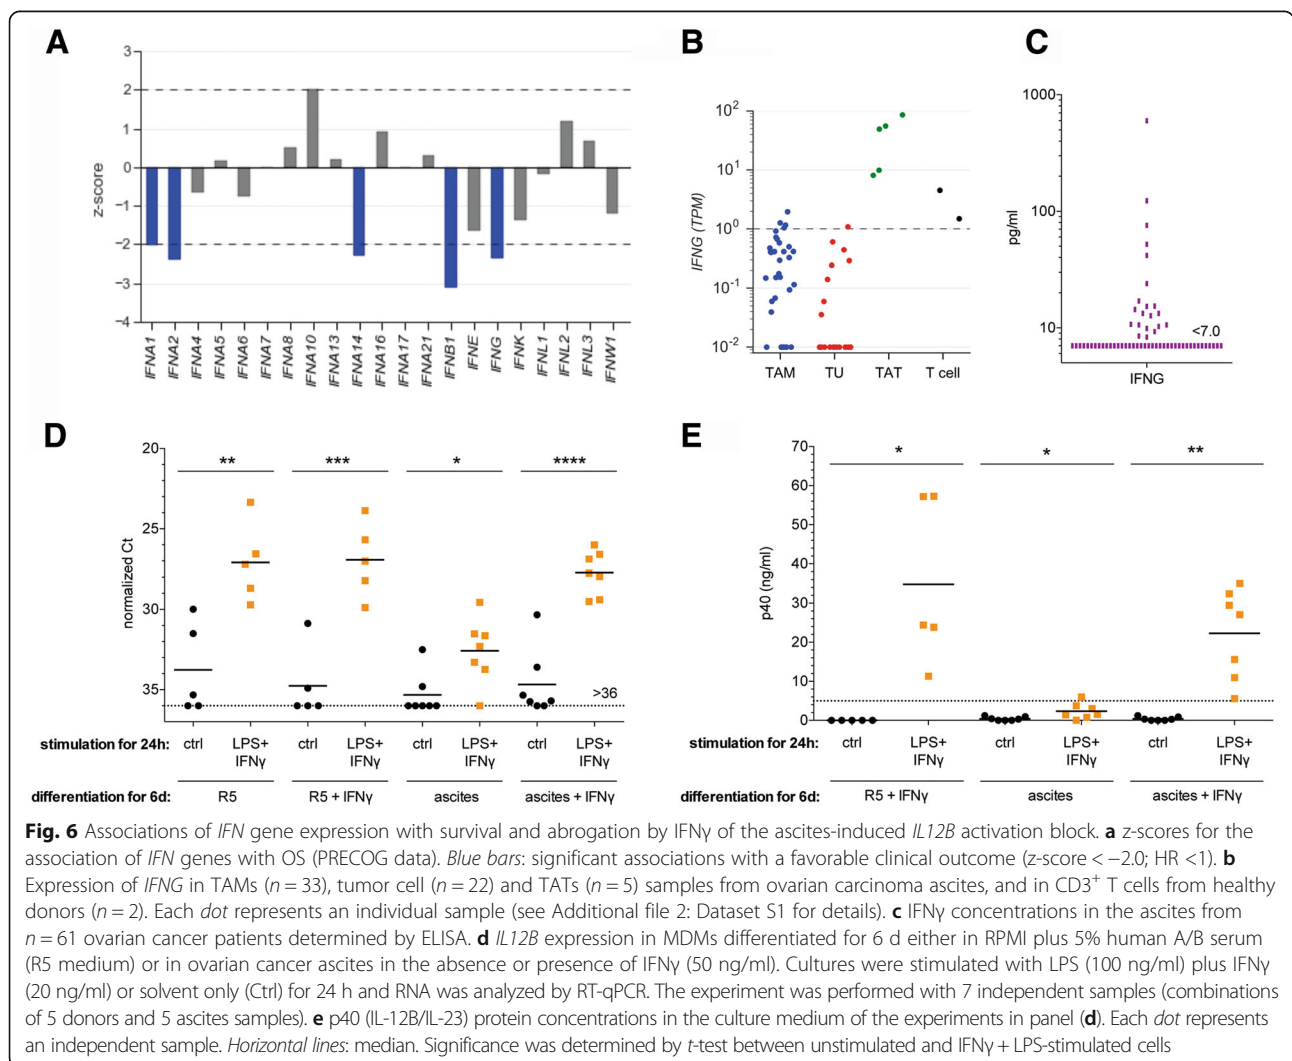 A
3
2
1
0
−1
−2
−3
−4
z-score
IFNA1
IFNA2
IFNA4
IFNA5
IFNA6
IFNA7
IFNA8
IFNA10
IFNA13
IFNA14
IFNA16
IFNA17
IFNA21
IFNB1
IFNE
IFNG
IFNK
IFNL1
IFNL2
IFNL3
IFNW1
B
IFNG (TPM)
10²
10¹
10⁰
10⁻¹
10⁻²
TAM TU TAT T cell
C
pg/ml
1000
100
10
<7.0
IFNG
D
normalized Ct
20
25
30
35
** *** * ****
>36
stimulation for 24h: ctrl LPS+ IFNγ ctrl LPS+ IFNγ ctrl LPS+ IFNγ ctrl LPS+ IFNγ
differentiation for 6d: R5 R5 + IFNγ ascites ascites + IFNγ
E
p40 (ng/ml)
70
60
50
40
30
20
10
0
* * **
stimulation for 24h: ctrl LPS+ IFNγ ctrl LPS+ IFNγ ctrl LPS+ IFNγ
differentiation for 6d: R5 + IFNγ ascites ascites + IFNγ
Fig. 6 Associations of IFN gene expression with survival and abrogation by IFNγ of the ascites-induced IL12B activation block. a z-scores for the
association of IFN genes with OS (PRECOG data). Blue bars: significant associations with a favorable clinical outcome (z-score < −2.0; HR <1). b
Expression of IFNG in TAMs (n = 33), tumor cell (n = 22) and TATs (n = 5) samples from ovarian carcinoma ascites, and in CD3⁺ T cells from healthy
donors (n = 2). Each dot represents an individual sample (see Additional file 2: Dataset S1 for details). c IFNγ concentrations in the ascites from
n = 61 ovarian cancer patients determined by ELISA. d IL12B expression in MDMs differentiated for 6 d either in RPMI plus 5% human A/B serum
(R5 medium) or in ovarian cancer ascites in the absence or presence of IFNγ (50 ng/ml). Cultures were stimulated with LPS (100 ng/ml) plus IFNγ
(20 ng/ml) or solvent only (Ctrl) for 24 h and RNA was analyzed by RT-qPCR. The experiment was performed with 7 independent samples (combinations
of 5 donors and 5 ascites samples). e p40 (IL-12B/IL-23) protein concentrations in the culture medium of the experiments in panel (d). Each dot represents
an independent sample. Horizontal lines: median. Significance was determined by t-test between unstimulated and IFNγ + LPS-stimulated cells